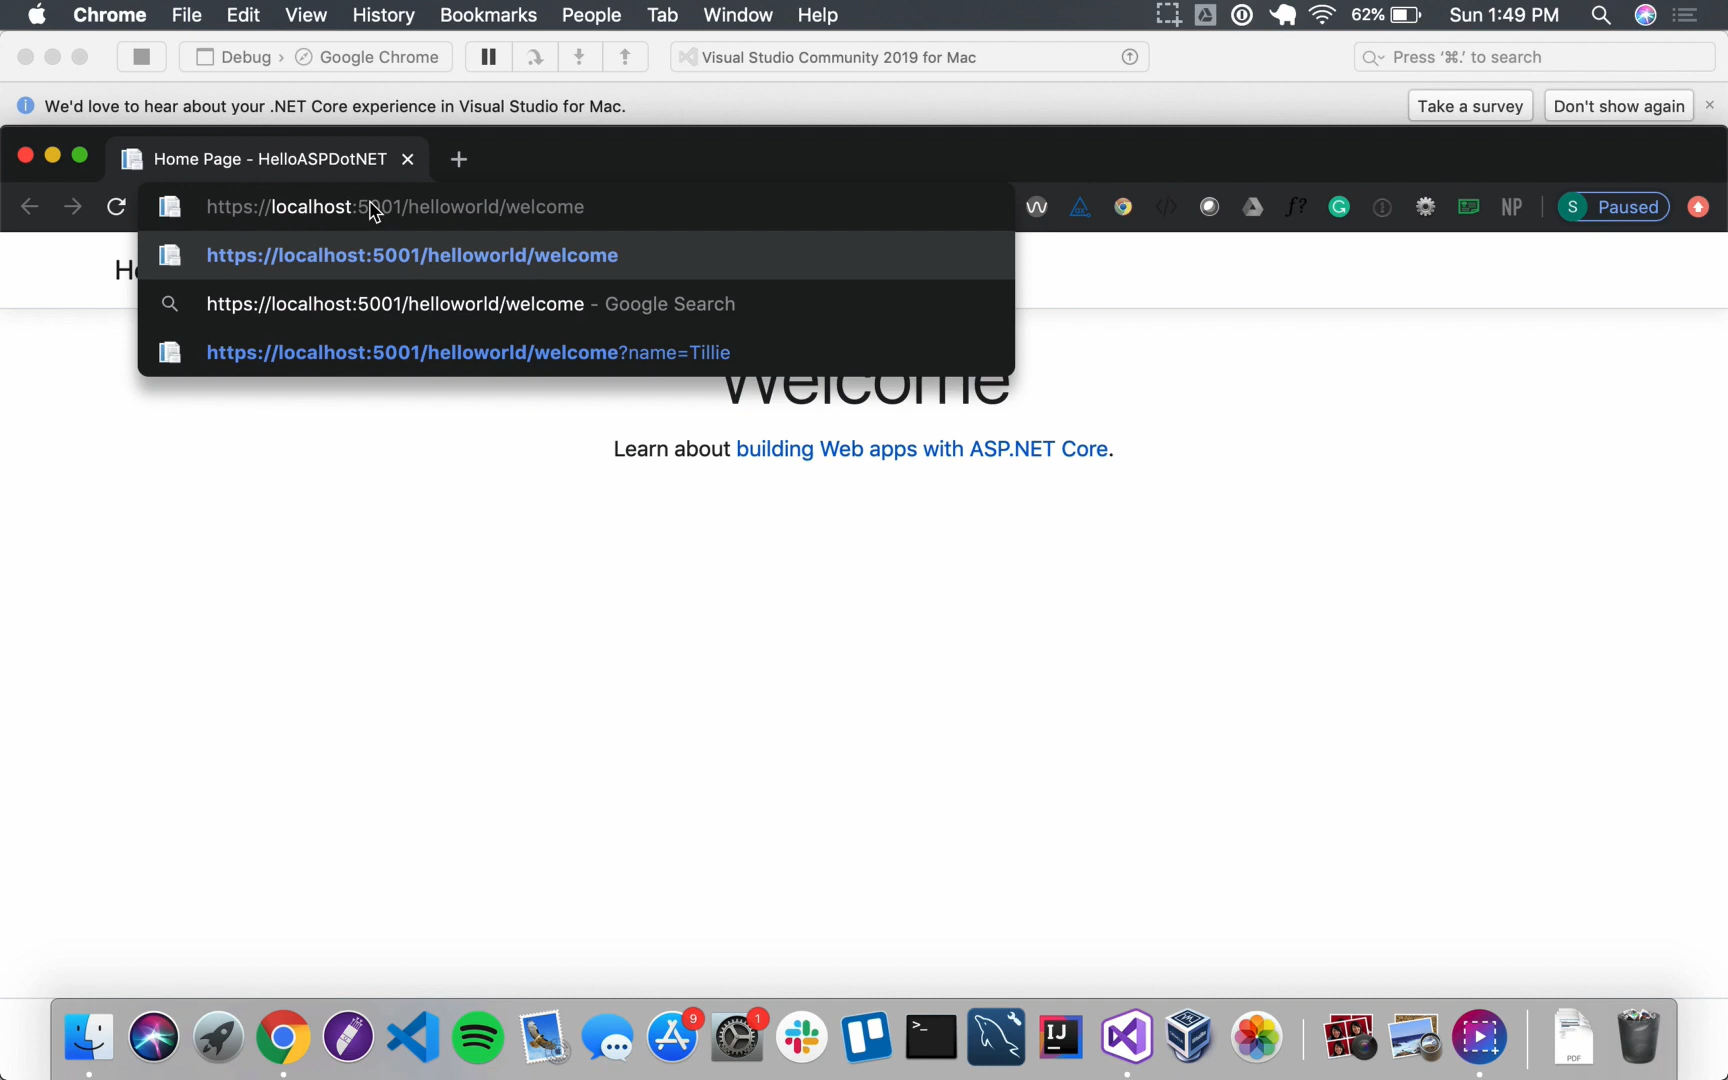 Chrome File Edit View History Bookmarks People Tab Window Help 62% Sun 1:49 PM
Debug › Google Chrome Visual Studio Community 2019 for Mac Press '⌘.' to search
We'd love to hear about your .NET Core experience in Visual Studio for Mac. Take a survey Don't show again ×
Home Page - HelloASPDotNET × +
https://localhost:5001/helloworld/welcome f? NP S Paused
https://localhost:5001/helloworld/welcome
https://localhost:5001/helloworld/welcome - Google Search
https://localhost:5001/helloworld/welcome?name=Tillie
Welcome
Learn about building Web apps with ASP.NET Core.
9 1
>_ IJ
PDF